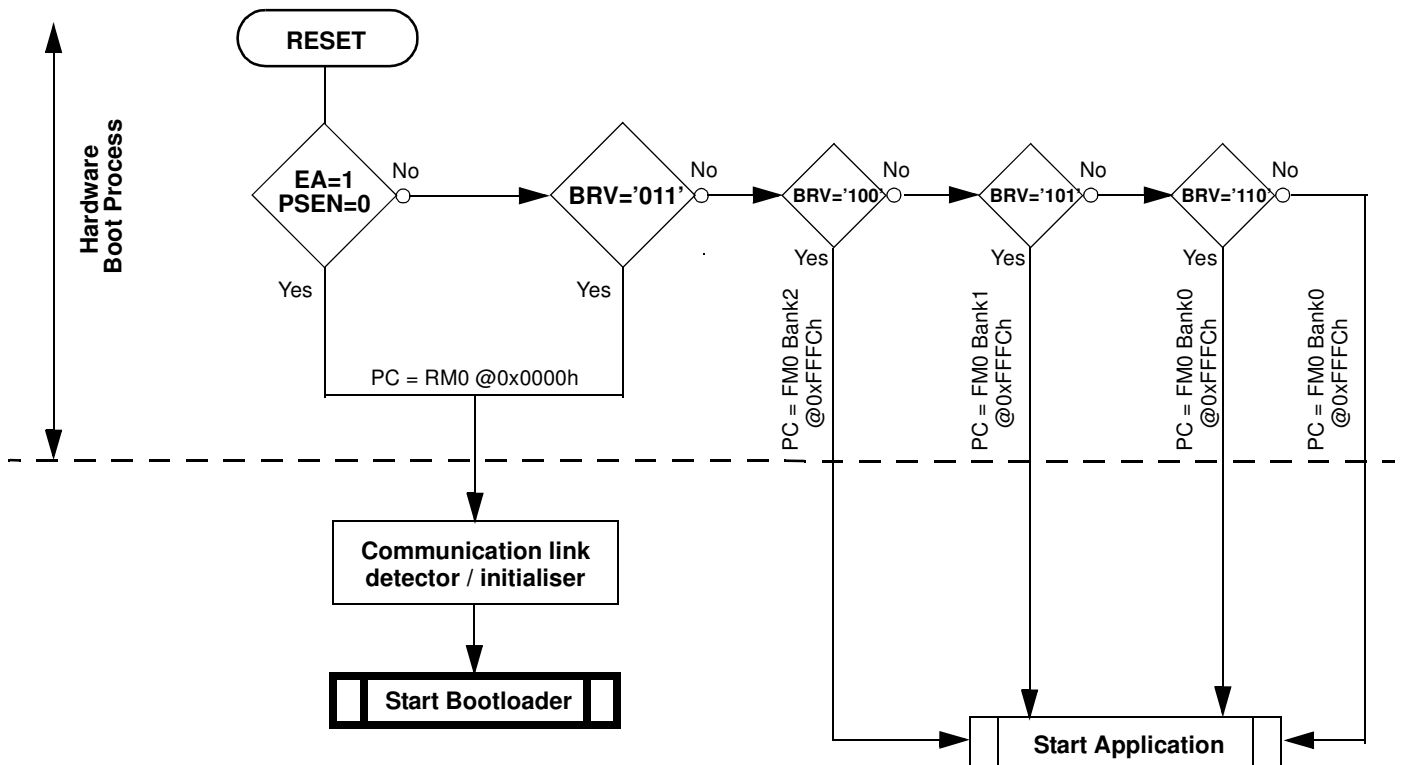 RESET
Hardware
Boot Process
EA=1
PSEN=0
No
BRV='011'
No
BRV='100'
No
BRV='101'
No
BRV='110'
No
Yes
Yes
Yes
Yes
Yes
PC = RM0 @0x0000h
PC = FM0 Bank2
@0xFFFCh
PC = FM0 Bank1
@0xFFFCh
PC = FM0 Bank0
@0xFFFCh
PC = FM0 Bank0
@0xFFFCh
Communication link
detector / initialiser
Start Bootloader
Start Application